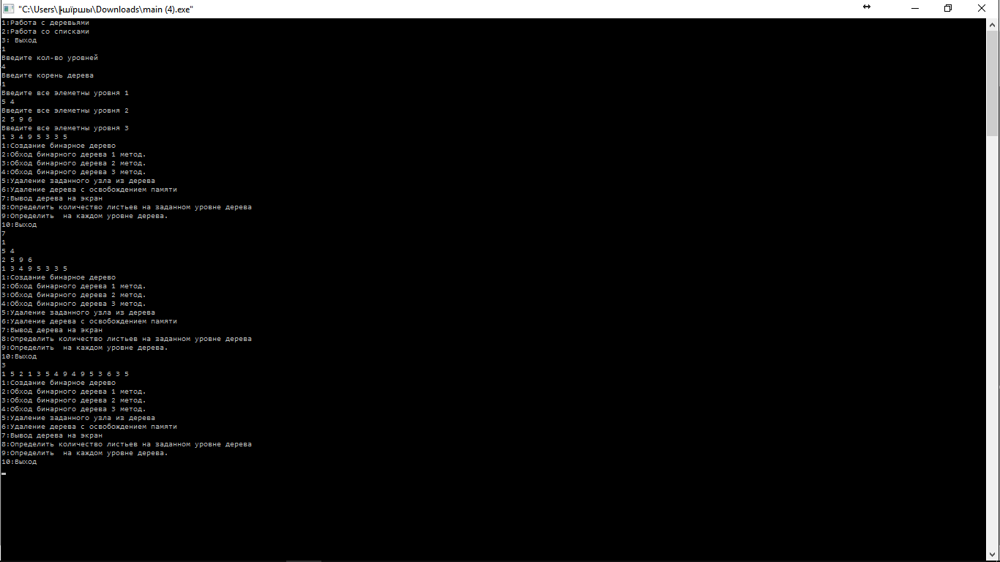 "C:\Users\ ├шїршы\Downloads\main (4).exe"
1:Работа с деревьями
2:Работа со списками
3: Выход
1
Введите кол-во уровней
4
Введите корень дерева
1
Введите все элеметны уровня 1
5 4
Введите все элеметны уровня 2
2 5 9 6
Введите все элеметны уровня 3
1 3 4 9 5 3 3 5
1:Создание бинарное дерево
2:Обход бинарного дерева 1 метод.
3:Обход бинарного дерева 2 метод.
4:Обход бинарного дерева 3 метод.
5:Удаление заданного узла из дерева
6:Удаление дерева с освобождением памяти
7:Вывод дерева на экран
8:Определить количество листьев на заданном уровне дерева
9:Определить  на каждом уровне дерева.
10:Выход
7
1
5 4
2 5 9 6
1 3 4 9 5 3 3 5
1:Создание бинарное дерево
2:Обход бинарного дерева 1 метод.
3:Обход бинарного дерева 2 метод.
4:Обход бинарного дерева 3 метод.
5:Удаление заданного узла из дерева
6:Удаление дерева с освобождением памяти
7:Вывод дерева на экран
8:Определить количество листьев на заданном уровне дерева
9:Определить  на каждом уровне дерева.
10:Выход
3
1 5 2 1 3 5 4 9 4 9 5 3 6 3 5
1:Создание бинарное дерево
2:Обход бинарного дерева 1 метод.
3:Обход бинарного дерева 2 метод.
4:Обход бинарного дерева 3 метод.
5:Удаление заданного узла из дерева
6:Удаление дерева с освобождением памяти
7:Вывод дерева на экран
8:Определить количество листьев на заданном уровне дерева
9:Определить  на каждом уровне дерева.
10:Выход